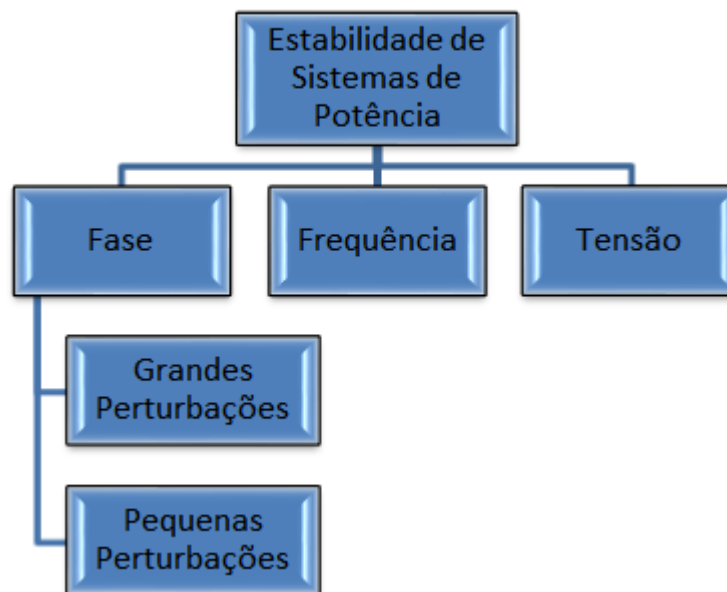 Estabilidade de
Sistemas de
Potência
Fase
Frequência
Tensão
Grandes
Perturbações
Pequenas
Perturbações